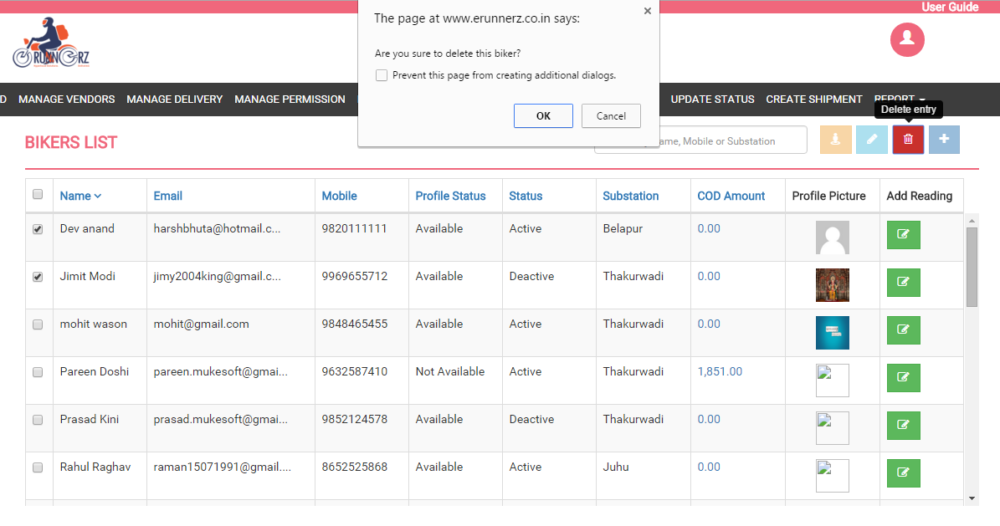 User Guide
The page at www.erunnerz.co.in says:
Are you sure to delete this biker?
Prevent this page from creating additional dialogs.
OK Cancel
RUNNERZ
D MANAGE VENDORS MANAGE DELIVERY MANAGE PERMISSION UPDATE STATUS CREATE SHIPMENT REPORT
Delete entry
BIKERS LIST
Mobile or Substation
Name Email Mobile Profile Status Status Substation COD Amount Profile Picture Add Reading
Dev anand harshbhuta@hotmail.c... 9820111111 Available Active Belapur 0.00
Jimit Modi jimy2004king@gmail.c... 9969655712 Available Deactive Thakurwadi 0.00
mohit wason mohit@gmail.com 9848465455 Available Active Thakurwadi 0.00
Pareen Doshi pareen.mukesoft@gmai... 9632587410 Not Available Active Thakurwadi 1,851.00
Prasad Kini prasad.mukesoft@gmai... 9852124578 Available Deactive Thakurwadi 0.00
Rahul Raghav raman15071991@gmail.... 8652525868 Available Active Juhu 0.00